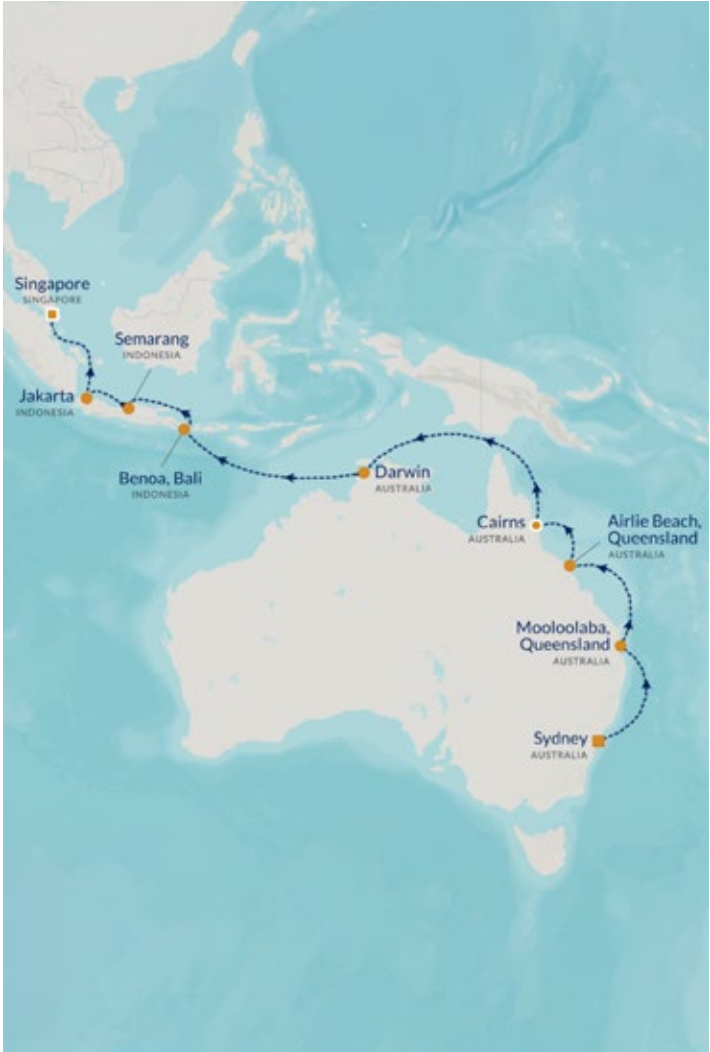 Singapore
SINGAPORE
Semarang
INDONESIA
Jakarta
INDONESIA
Benoa, Bali
INDONESIA
Darwin
AUSTRALIA
Cairns
AUSTRALIA
Airlie Beach,
Queensland
AUSTRALIA
Mooloolaba,
Queensland
AUSTRALIA
Sydney
AUSTRALIA